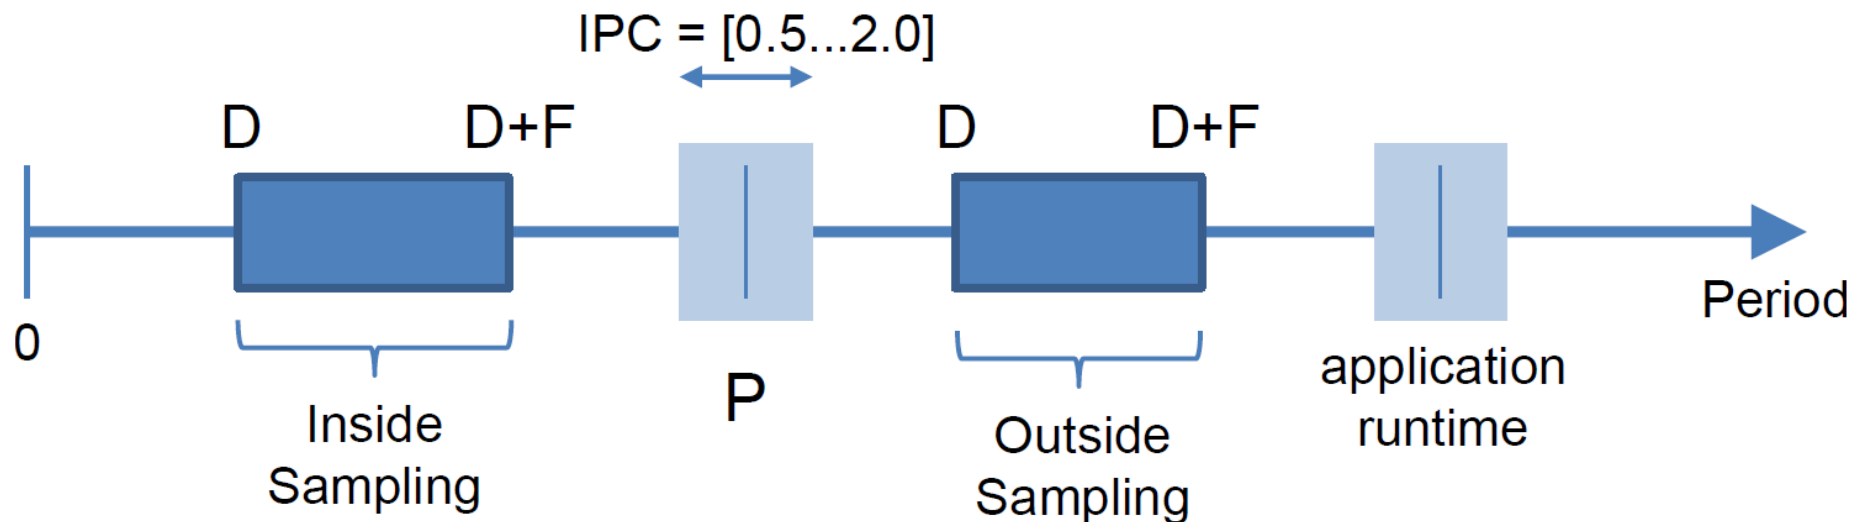 IPC = [0.5...2.0]
D
D+F
D
D+F
0
Period
P
Inside
Sampling
Outside
Sampling
application
runtime